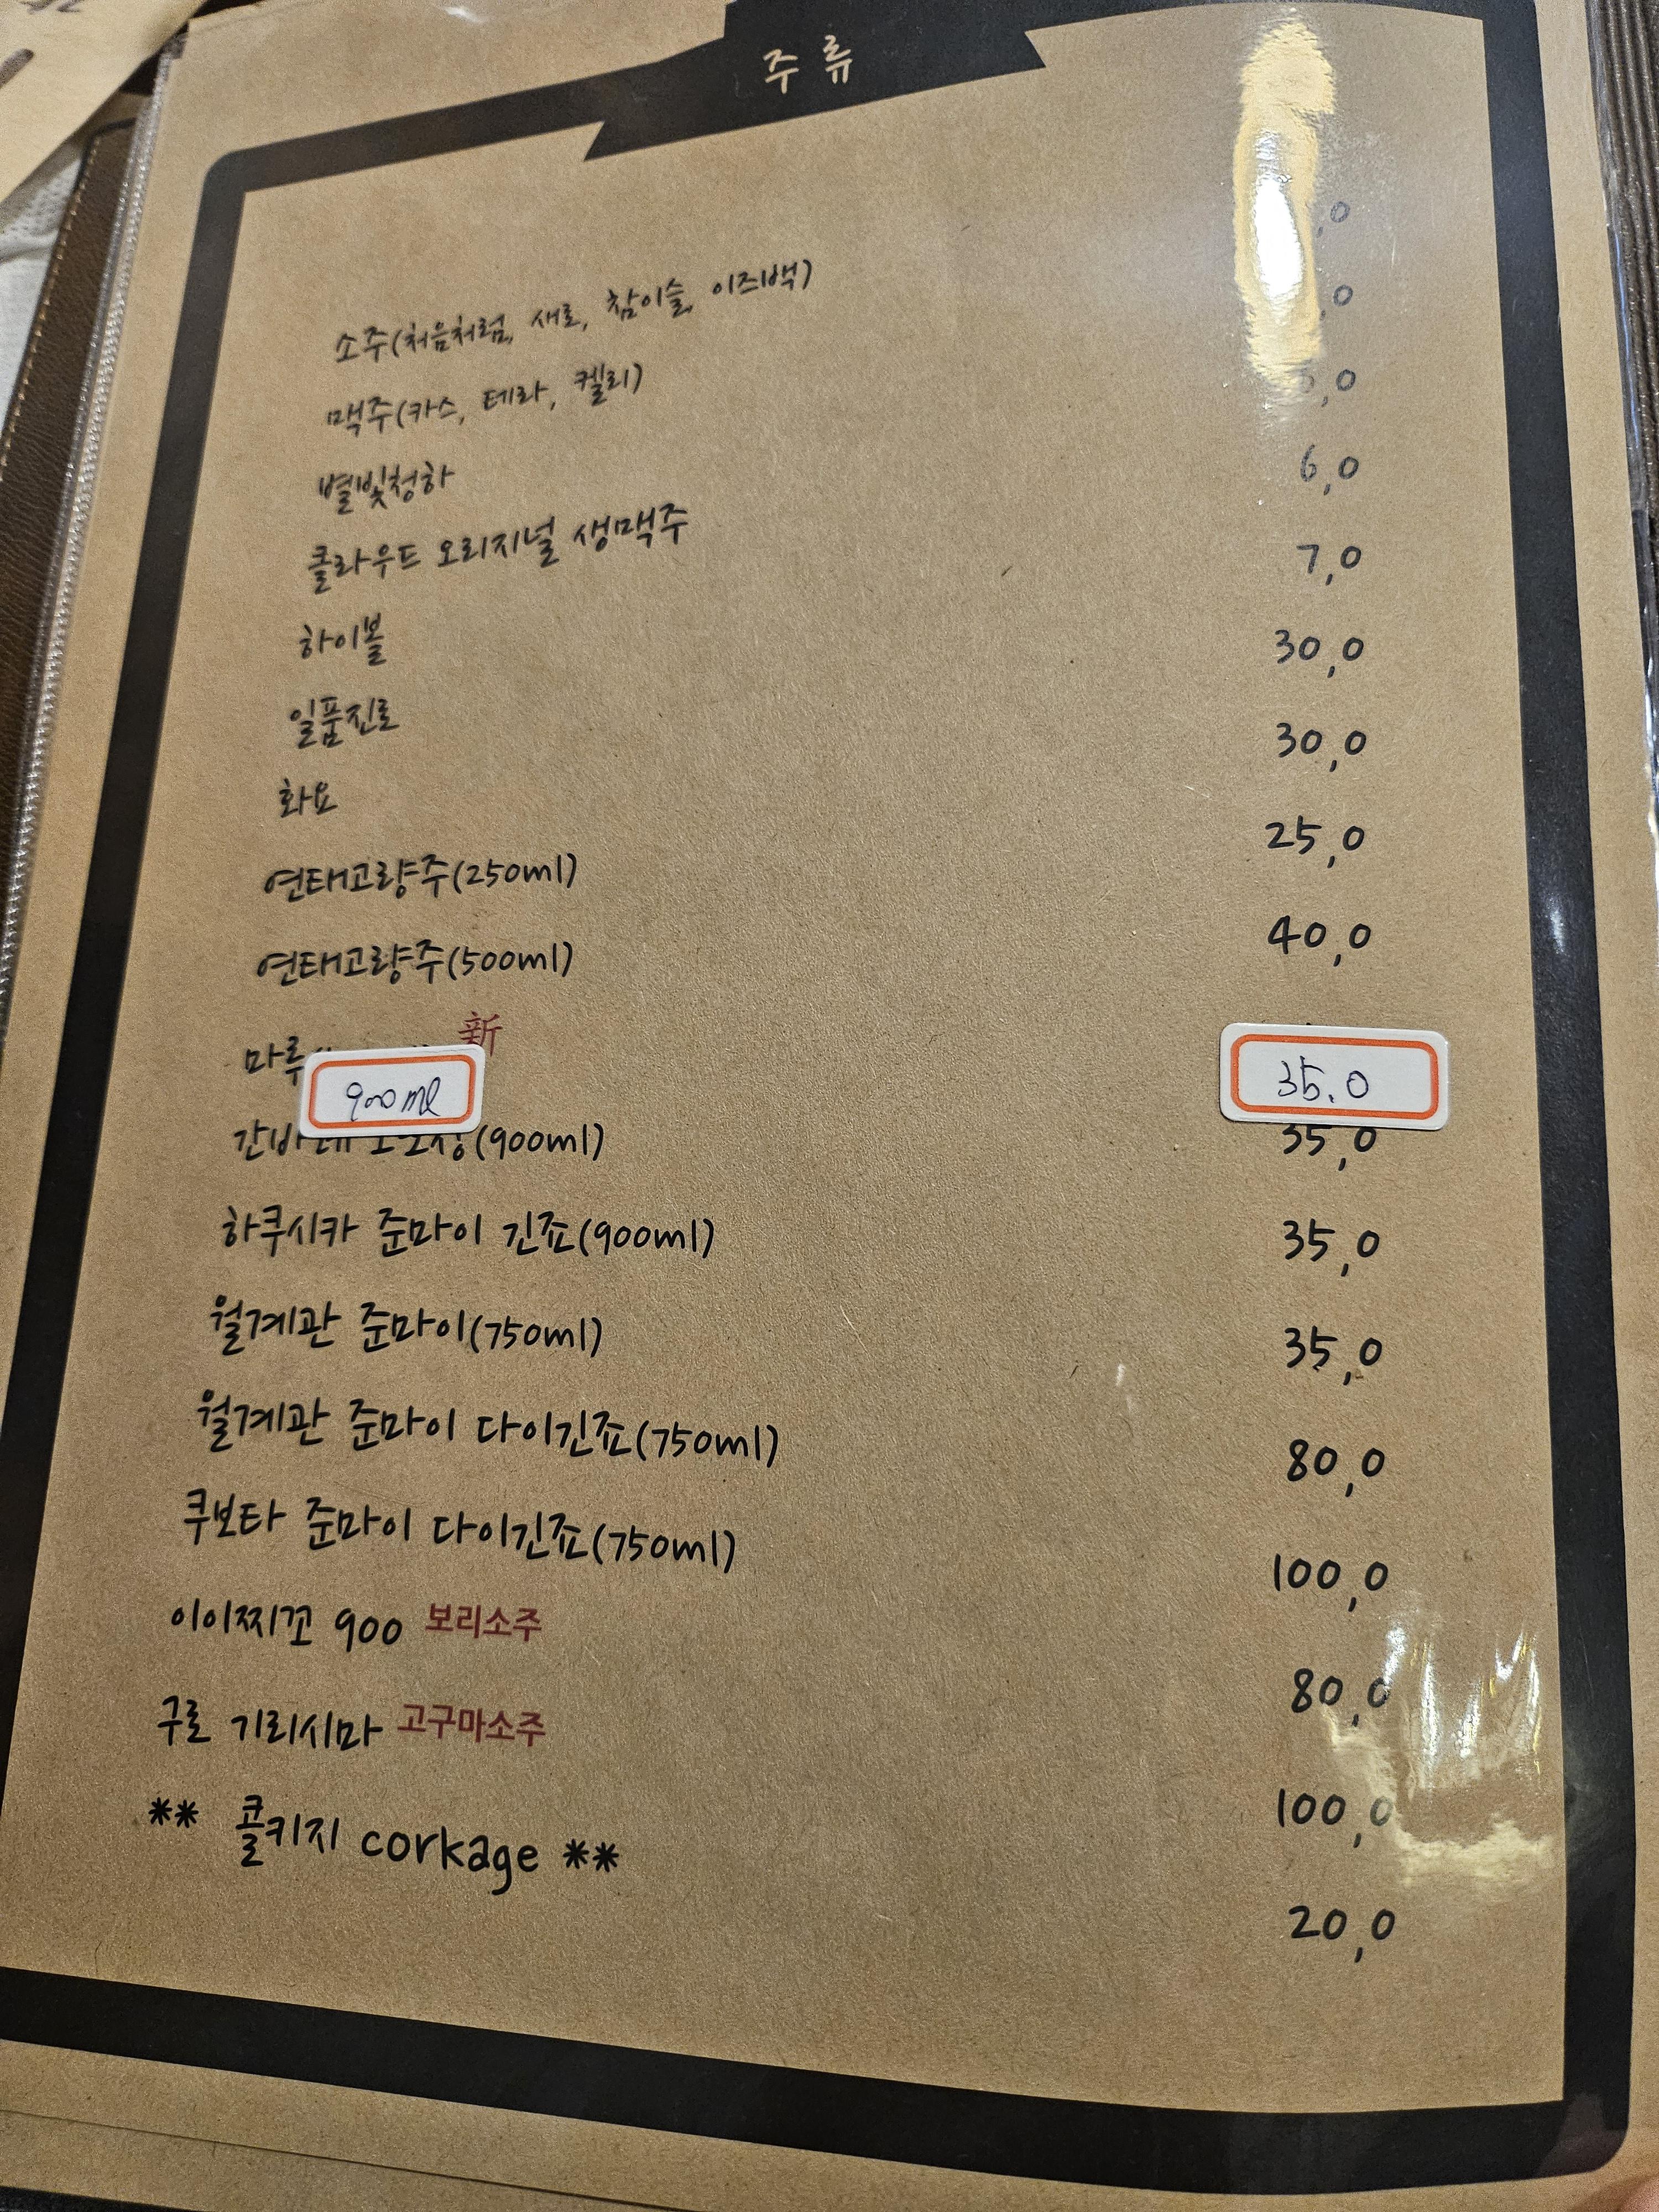 주류
소주(처음처럼, 새로, 참이슬, 이즈백) ,0
맥주(카스, 테라, 켈리) ,0
별빛청하 ,0
클라우드 오리지널 생맥주 6,0
하이볼 7,0
일품진로 30,0
화요 30,0
연태고량주(250ml) 25,0
연태고량주(500ml) 40,0
마루 新 900ml 35.0
간바 (900ml) 35,0
하쿠시카 준마이 긴죠(900ml) 35,0
월계관 준마이(750ml) 35,0
월계관 준마이 다이긴죠(750ml) 80,0
쿠보타 준마이 다이긴죠(750ml) 100,0
이이찌꼬 900 보리소주 80,0
구로 기리시마 고구마소주 100,0
** 콜키지 corkage ** 20,0